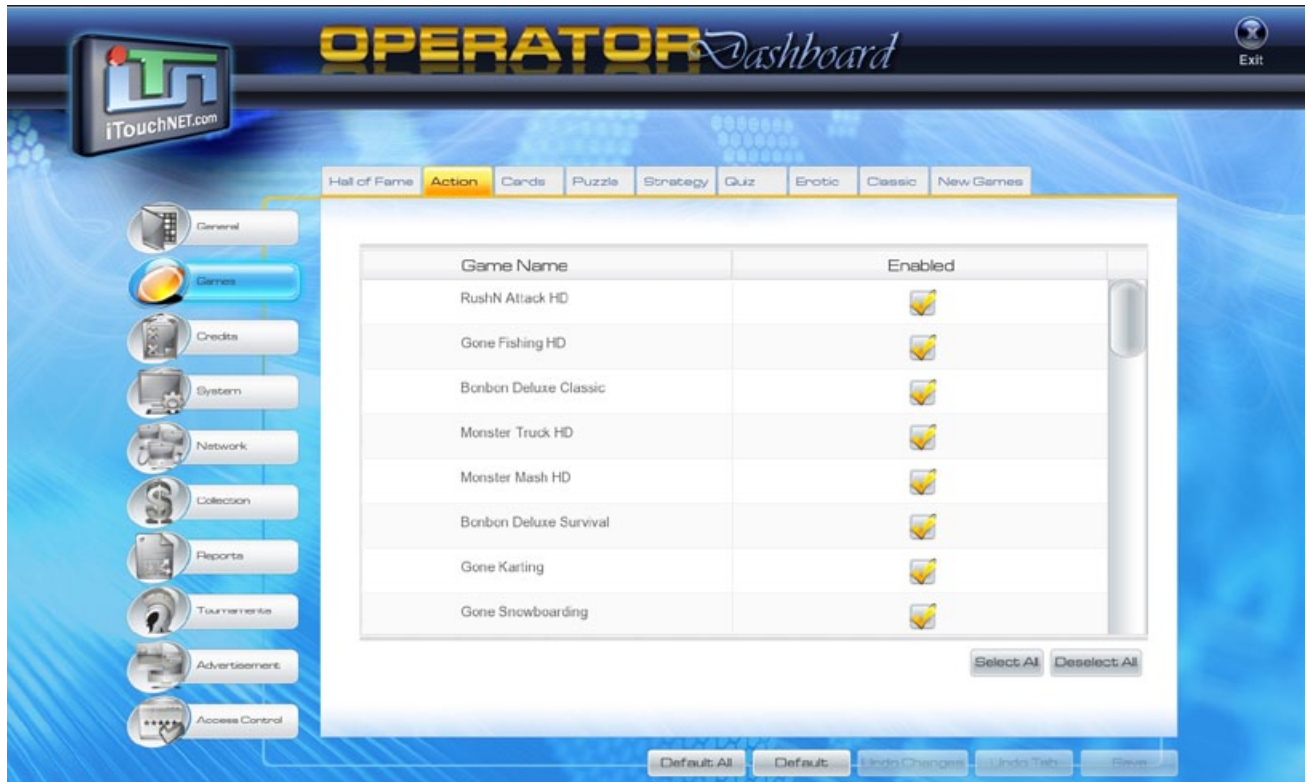 OPERATOR Dashboard
Exit
iTn
iTouchNET.com
Hall of Fame Action Cards Puzzle Strategy Quiz Erotic Classic New Games
General
Games
Credits
System
Network
Collection
Reports
Tournaments
Advertisement
Access Control
Game Name Enabled
RushN Attack HD
Gone Fishing HD
Bonbon Deluxe Classic
Monster Truck HD
Monster Mash HD
Bonbon Deluxe Survival
Gone Karting
Gone Snowboarding
Select All Deselect All
Default All Default Undo Changes Undo Tab Save